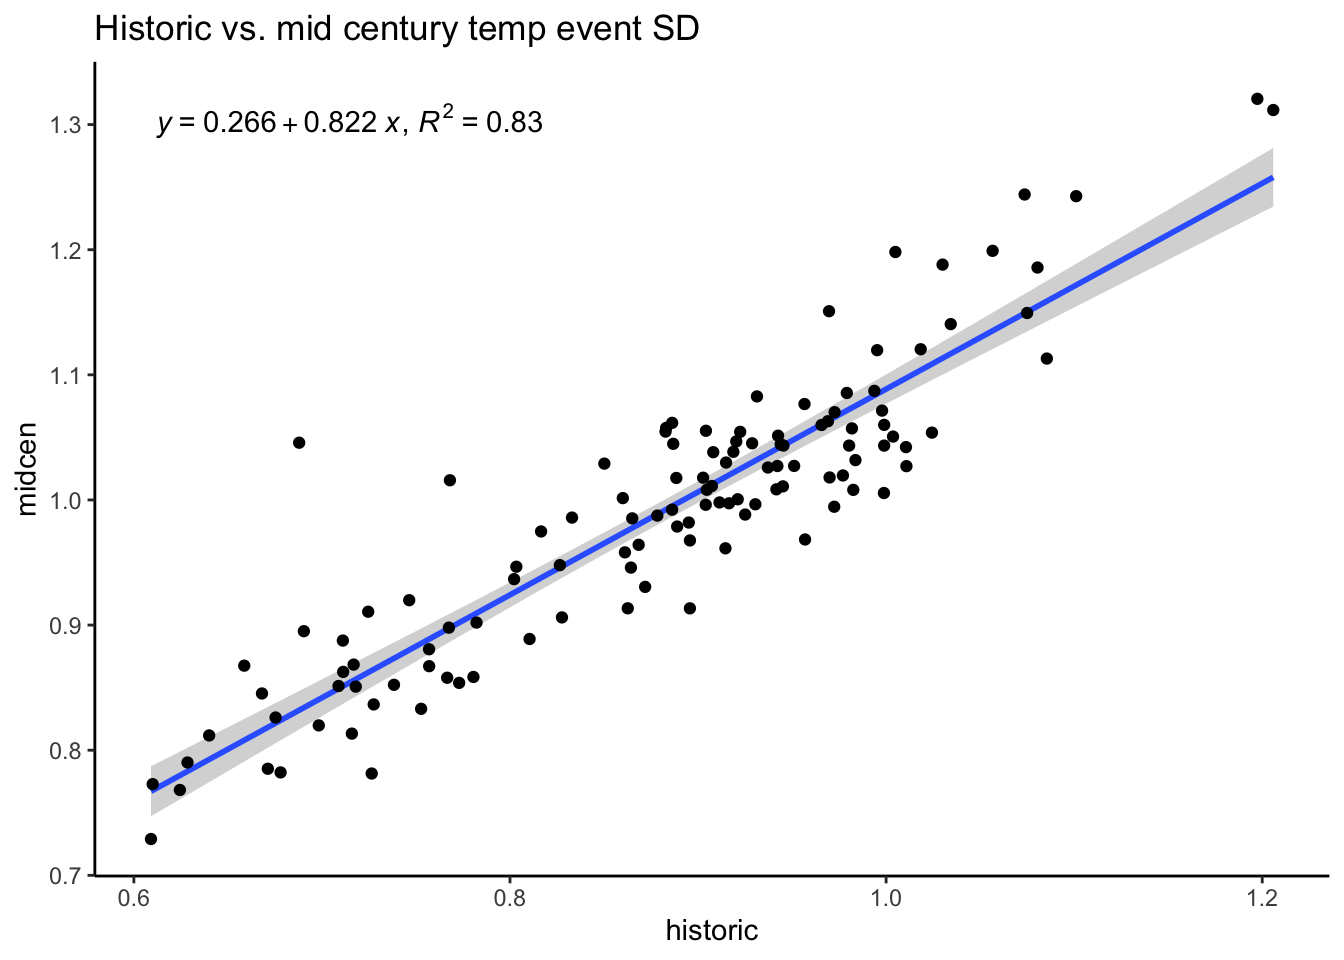 Historic vs. mid century temp event SD
y = 0.266 + 0.822 x, R² = 0.83
1.3
1.2
1.1
1.0
0.9
0.8
0.7
midcen
0.6 0.8 1.0 1.2
historic